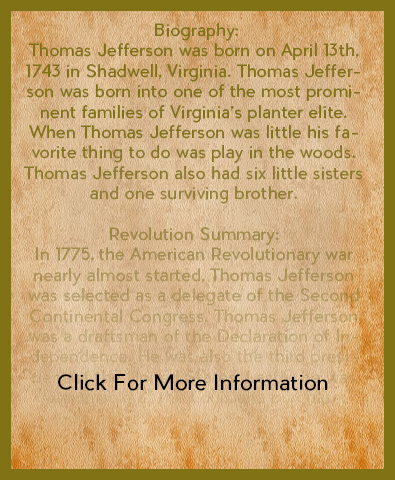 Biography:
Thomas Jefferson was born on April 13th,
1743 in Shadwell, Virginia. Thomas Jeffer-
son was born into one of the most promi-
nent families of Virginia's planter elite.
When Thomas Jefferson was little his fa-
vorite thing to do was play in the woods.
Thomas Jefferson also had six little sisters
and one surviving brother.
Revolution Summary:
In 1775, the American Revolutionary war
nearly almost started. Thomas Jefferson
was selected as a delegate of the Second
Continental Congress. Thomas Jefferson
was a draftsman of the Declaration of In-
dependence. He was also the third presi-
Click For More Information